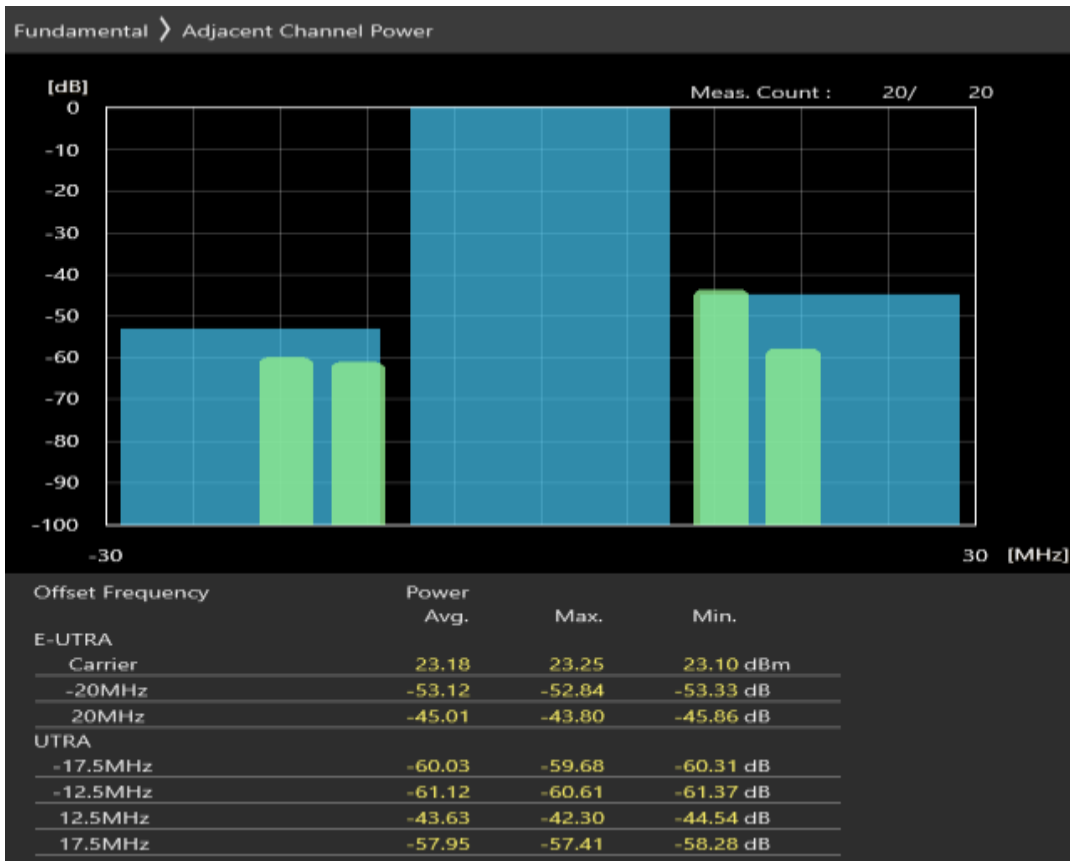 Fundamental ❯ Adjacent Channel Power
[dB]
Meas. Count : 20/ 20
0
-10
-20
-30
-40
-50
-60
-70
-80
-90
-100
-30 30 [MHz]
Offset Frequency Power
Avg. Max. Min.
E-UTRA
Carrier 23.18 23.25 23.10 dBm
-20MHz -53.12 -52.84 -53.33 dB
20MHz -45.01 -43.80 -45.86 dB
UTRA
-17.5MHz -60.03 -59.68 -60.31 dB
-12.5MHz -61.12 -60.61 -61.37 dB
12.5MHz -43.63 -42.30 -44.54 dB
17.5MHz -57.95 -57.41 -58.28 dB